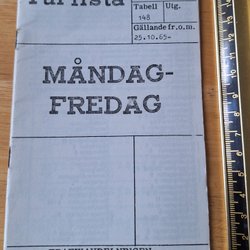 Turlista
Tabell Utg.
148
Gällande fr.o.m.
25.10.65-
MÅNDAG-
FREDAG